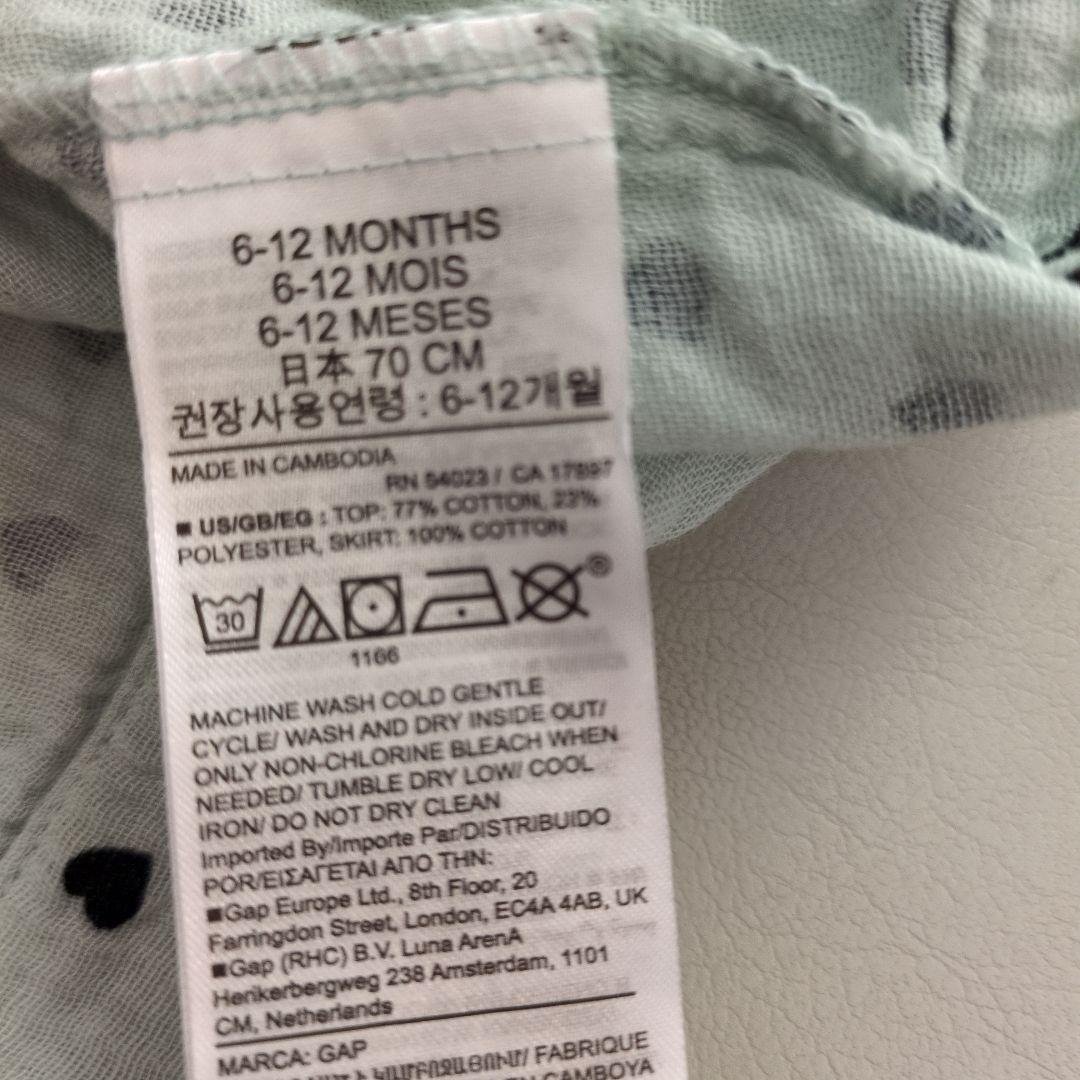 6-12 MONTHS
6-12 MOIS
6-12 MESES
日本 70 CM
권장사용연령 : 6-12개월
MADE IN CAMBODIA
RN 54023 / CA 17897
■ US/GB/EG : TOP: 77% COTTON, 23%
POLYESTER, SKIRT: 100% COTTON
30
®
1166
MACHINE WASH COLD GENTLE
CYCLE/ WASH AND DRY INSIDE OUT/
ONLY NON-CHLORINE BLEACH WHEN
NEEDED/ TUMBLE DRY LOW/ COOL
IRON/ DO NOT DRY CLEAN
Imported By/Importe Par/DISTRIBUIDO
POR/ΕΙΣΑΓΕΤΑΙ ΑΠΟ ΤΗΝ:
■Gap Europe Ltd., 8th Floor, 20
Farringdon Street, London, EC4A 4AB, UK
■Gap (RHC) B.V. Luna ArenA
Herikerbergweg 238 Amsterdam, 1101
CM, Netherlands
MARCA: GAP
FABRIQUE
CAMBOYA